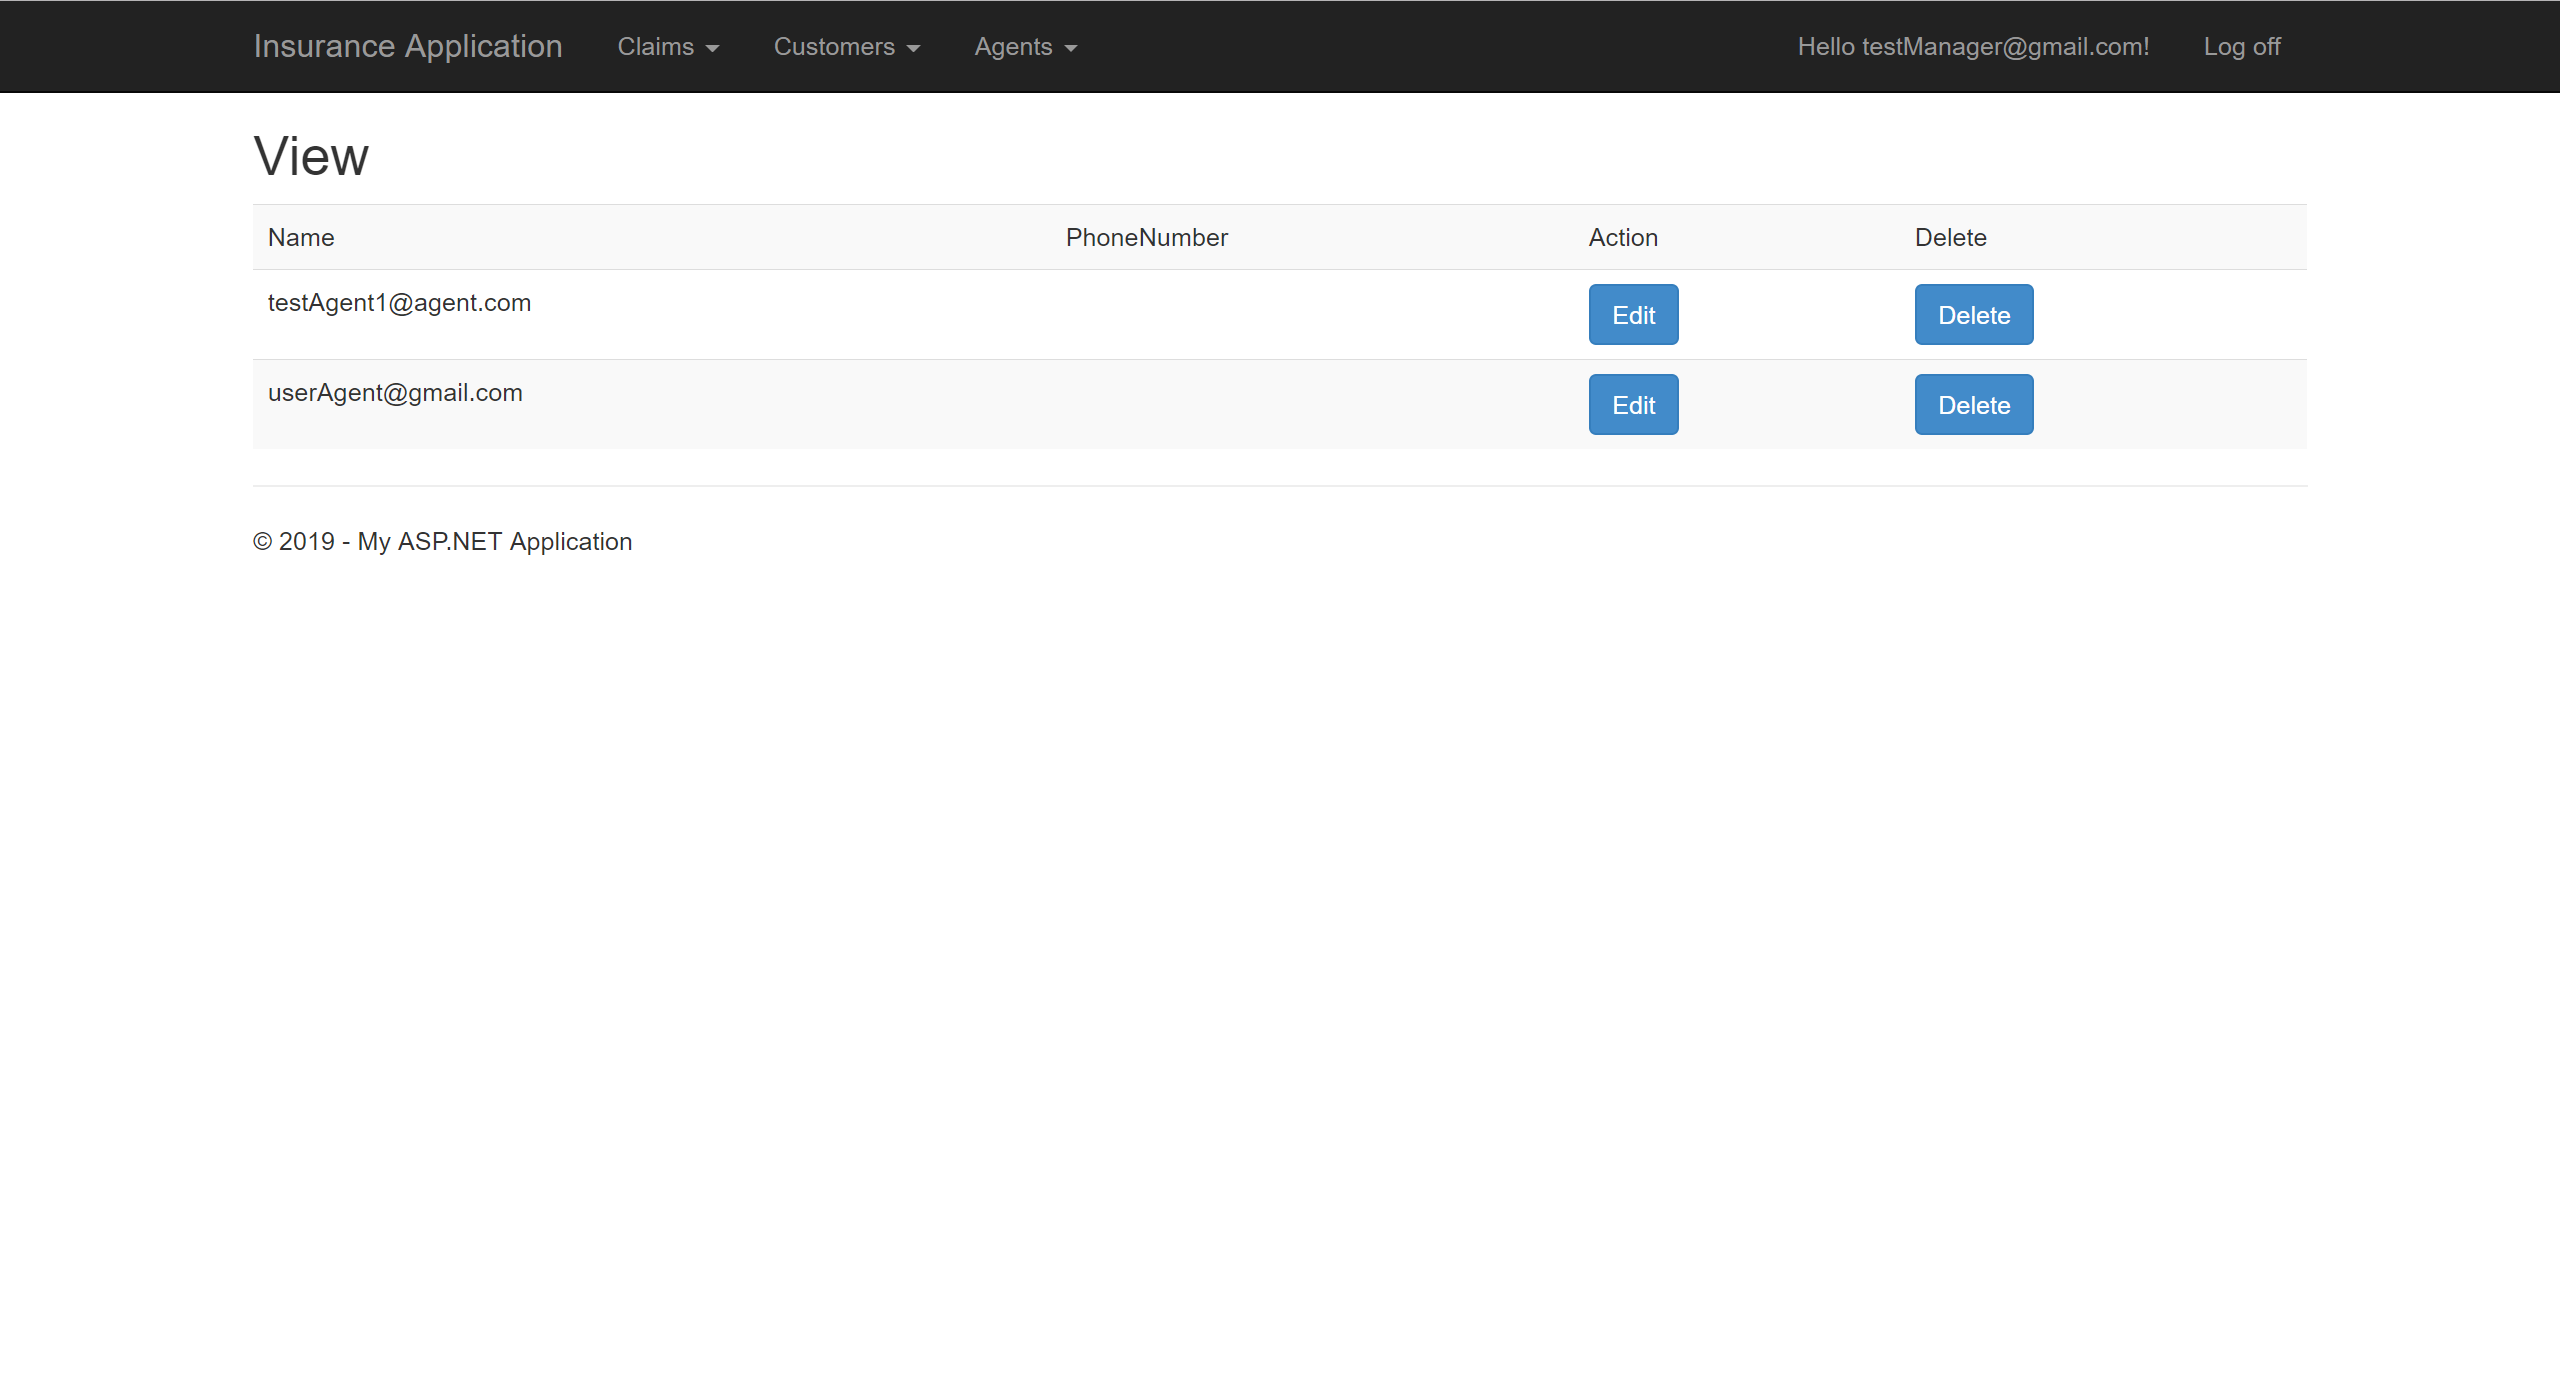 Insurance Application Claims Customers Agents Hello testManager@gmail.com! Log off
View
Name PhoneNumber Action Delete
testAgent1@agent.com Edit Delete
userAgent@gmail.com Edit Delete
© 2019 - My ASP.NET Application